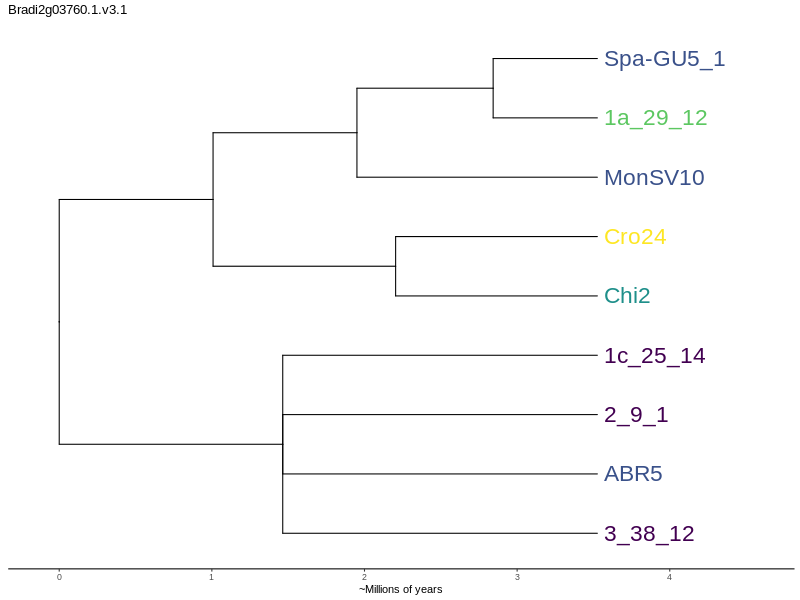 Bradi2g03760.1.v3.1
Spa-GU5_1
1a_29_12
MonSV10
Cro24
Chi2
1c_25_14
2_9_1
ABR5
3_38_12
0 1 2 3 4
~Millions of years